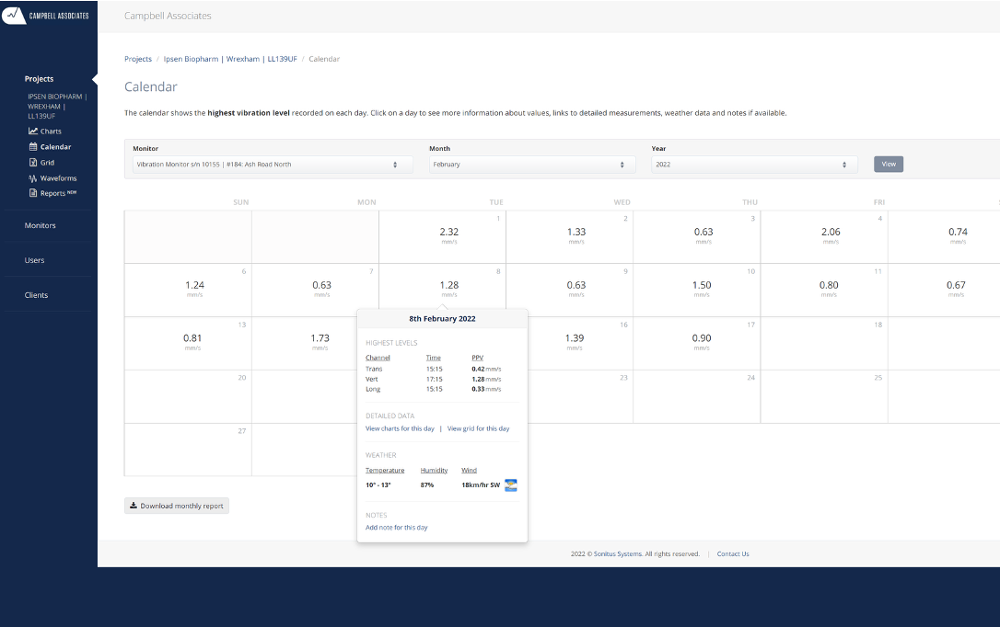 CAMPBELL ASSOCIATES
Campbell Associates
Projects
IPSEN BIOPHARM |
WREXHAM |
LL139UF
Charts
Calendar
Grid
Waveforms
Reports NEW
Monitors
Users
Clients
Projects / Ipsen Biopharm | Wrexham | LL139UF / Calendar
Calendar
The calendar shows the highest vibration level recorded on each day. Click on a day to see more information about values, links to detailed measurements, weather data and notes if available.
Monitor Month Year
Vibration Monitor s/n 10155 | #184: Ash Road North February 2022 View
SUN MON TUE WED THU FRI S
1 2 3 4
2.32 1.33 0.63 2.06 0.74
mm/s mm/s mm/s mm/s mm/s
6 7 8 9 10 11
1.24 0.63 1.28 0.63 1.50 0.80 0.67
mm/s mm/s mm/s mm/s mm/s mm/s mm/s
13 16 17 18
0.81 1.73 1.39 0.90
mm/s mm/s mm/s mm/s
20 23 24 25
27
8th February 2022
HIGHEST LEVELS
Channel Time PPV
Trans 15:15 0.42 mm/s
Vert 17:15 1.28 mm/s
Long 15:15 0.33 mm/s
DETAILED DATA
View charts for this day | View grid for this day
WEATHER
Temperature Humidity Wind
10° - 13° 87% 18km/hr SW
NOTES
Add note for this day
Download monthly report
2022 © Sonitus Systems. All rights reserved. | Contact Us